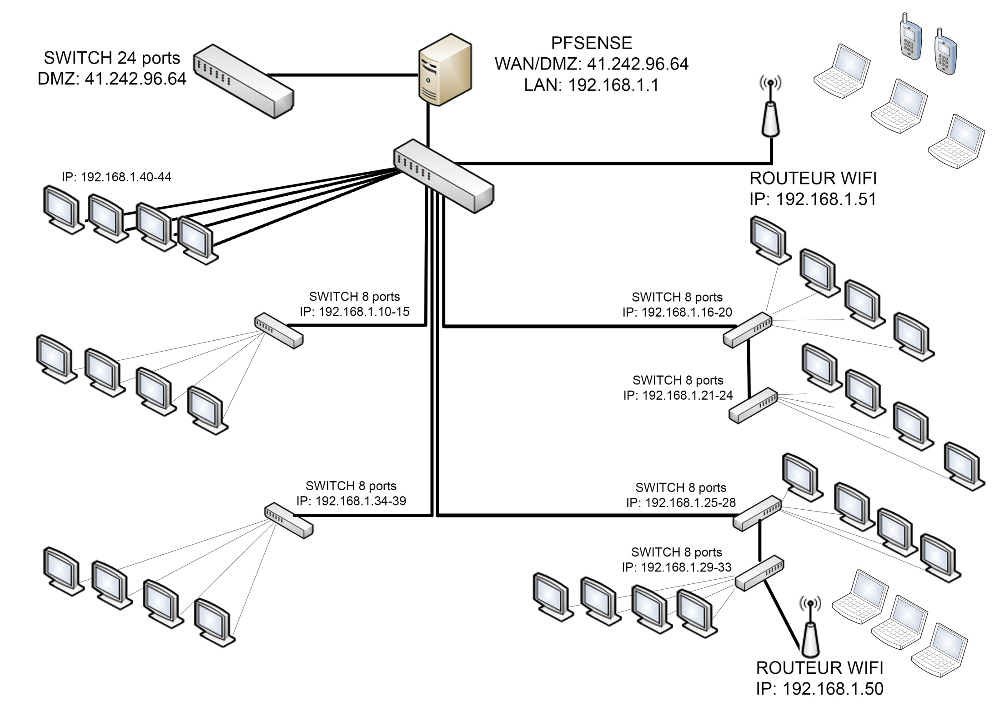 SWITCH 24 ports
DMZ: 41.242.96.64
PFSENSE
WAN/DMZ: 41.242.96.64
LAN: 192.168.1.1
IP: 192.168.1.40-44
ROUTEUR WIFI
IP: 192.168.1.51
SWITCH 8 ports
IP: 192.168.1.10-15
SWITCH 8 ports
IP: 192.168.1.16-20
SWITCH 8 ports
IP: 192.168.1.21-24
SWITCH 8 ports
IP: 192.168.1.34-39
SWITCH 8 ports
IP: 192.168.1.25-28
SWITCH 8 ports
IP: 192.168.1.29-33
ROUTEUR WIFI
IP: 192.168.1.50